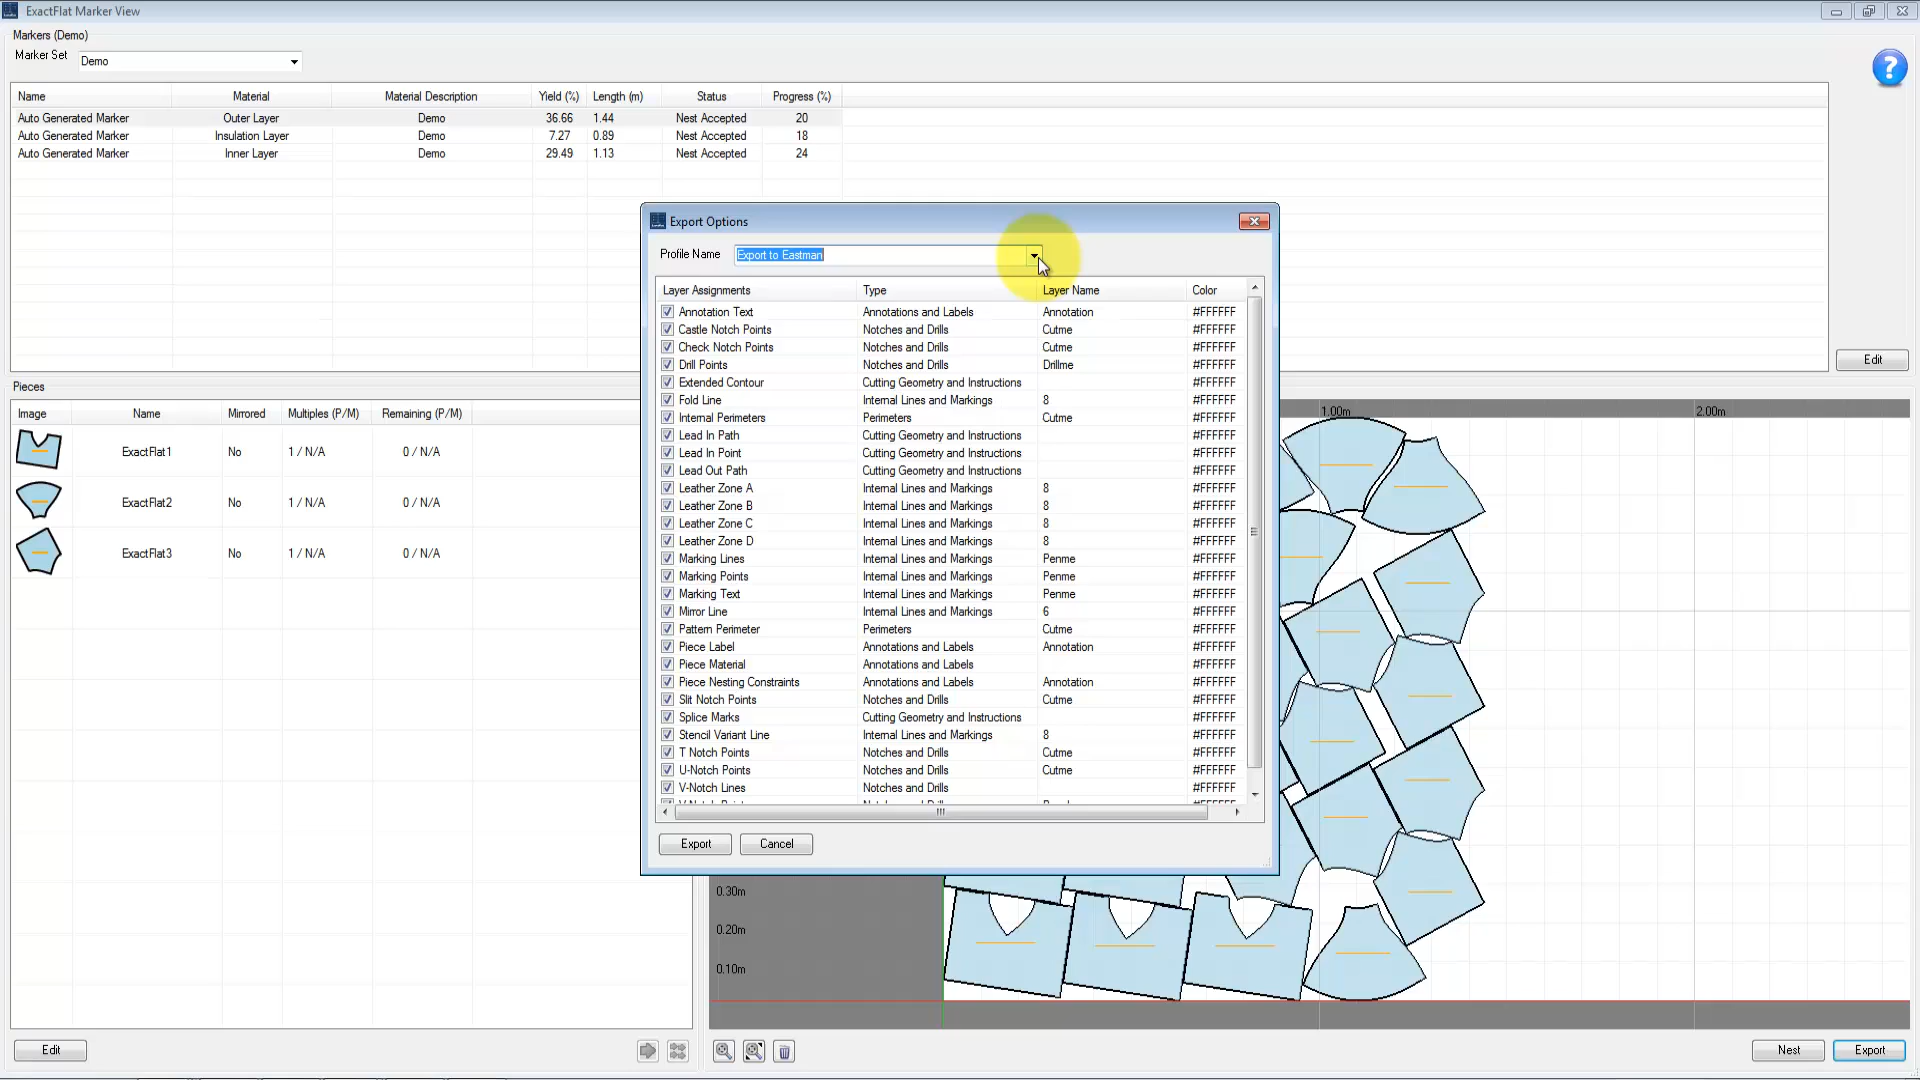 ExactFlat Marker View
Markers (Demo)
Marker Set Demo
Name Material Material Description Yield (%) Length (m) Status Progress (%)
Auto Generated Marker Outer Layer Demo 36.66 1.44 Nest Accepted 20
Auto Generated Marker Insulation Layer Demo 7.27 0.89 Nest Accepted 18
Auto Generated Marker Inner Layer Demo 29.49 1.13 Nest Accepted 24
Edit
Pieces
Image Name Mirrored Multiples (P/M) Remaining (P/M)
ExactFlat1 No 1 / N/A 0 / N/A
ExactFlat2 No 1 / N/A 0 / N/A
ExactFlat3 No 1 / N/A 0 / N/A
Edit
Export Options
Profile Name Export to Eastman
Layer Assignments Type Layer Name Color
Annotation Text Annotations and Labels Annotation #FFFFFF
Castle Notch Points Notches and Drills Cutme #FFFFFF
Check Notch Points Notches and Drills Cutme #FFFFFF
Drill Points Notches and Drills Drillme #FFFFFF
Extended Contour Cutting Geometry and Instructions #FFFFFF
Fold Line Internal Lines and Markings 8 #FFFFFF
Internal Perimeters Perimeters Cutme #FFFFFF
Lead In Path Cutting Geometry and Instructions #FFFFFF
Lead In Point Cutting Geometry and Instructions #FFFFFF
Lead Out Path Cutting Geometry and Instructions #FFFFFF
Leather Zone A Internal Lines and Markings 8 #FFFFFF
Leather Zone B Internal Lines and Markings 8 #FFFFFF
Leather Zone C Internal Lines and Markings 8 #FFFFFF
Leather Zone D Internal Lines and Markings 8 #FFFFFF
Marking Lines Internal Lines and Markings Penme #FFFFFF
Marking Points Internal Lines and Markings Penme #FFFFFF
Marking Text Internal Lines and Markings Penme #FFFFFF
Mirror Line Internal Lines and Markings 6 #FFFFFF
Pattern Perimeter Perimeters Cutme #FFFFFF
Piece Label Annotations and Labels Annotation #FFFFFF
Piece Material Annotations and Labels #FFFFFF
Piece Nesting Constraints Annotations and Labels Annotation #FFFFFF
Slit Notch Points Notches and Drills Cutme #FFFFFF
Splice Marks Cutting Geometry and Instructions #FFFFFF
Stencil Variant Line Internal Lines and Markings 8 #FFFFFF
T Notch Points Notches and Drills Cutme #FFFFFF
U-Notch Points Notches and Drills Cutme #FFFFFF
V-Notch Lines Notches and Drills #FFFFFF
Export Cancel
1.00m 2.00m
0.30m
0.20m
0.10m
Nest Export